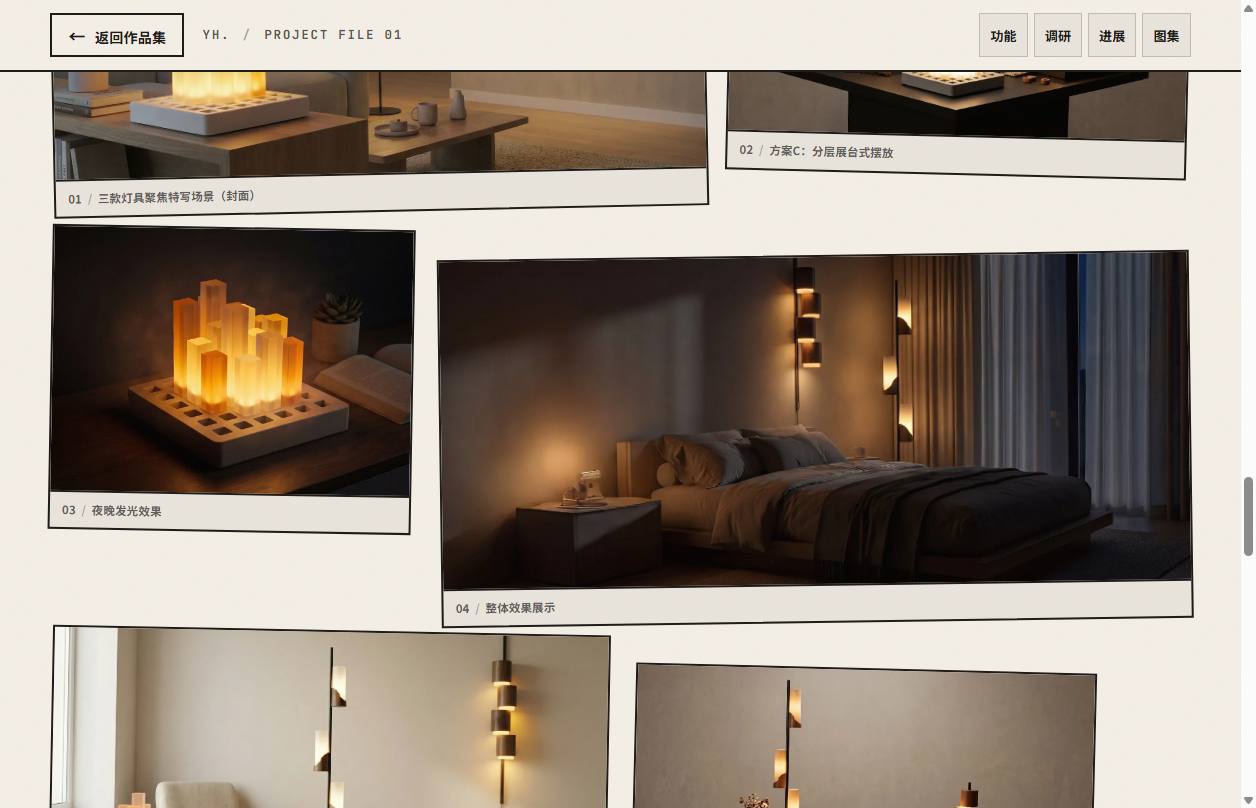 ← 返回作品集
YH. / PROJECT FILE 01
功能
调研
进展
图集
01 / 三款灯具聚焦特写场景（封面）
02 / 方案C：分层展台式摆放
03 / 夜晚发光效果
04 / 整体效果展示